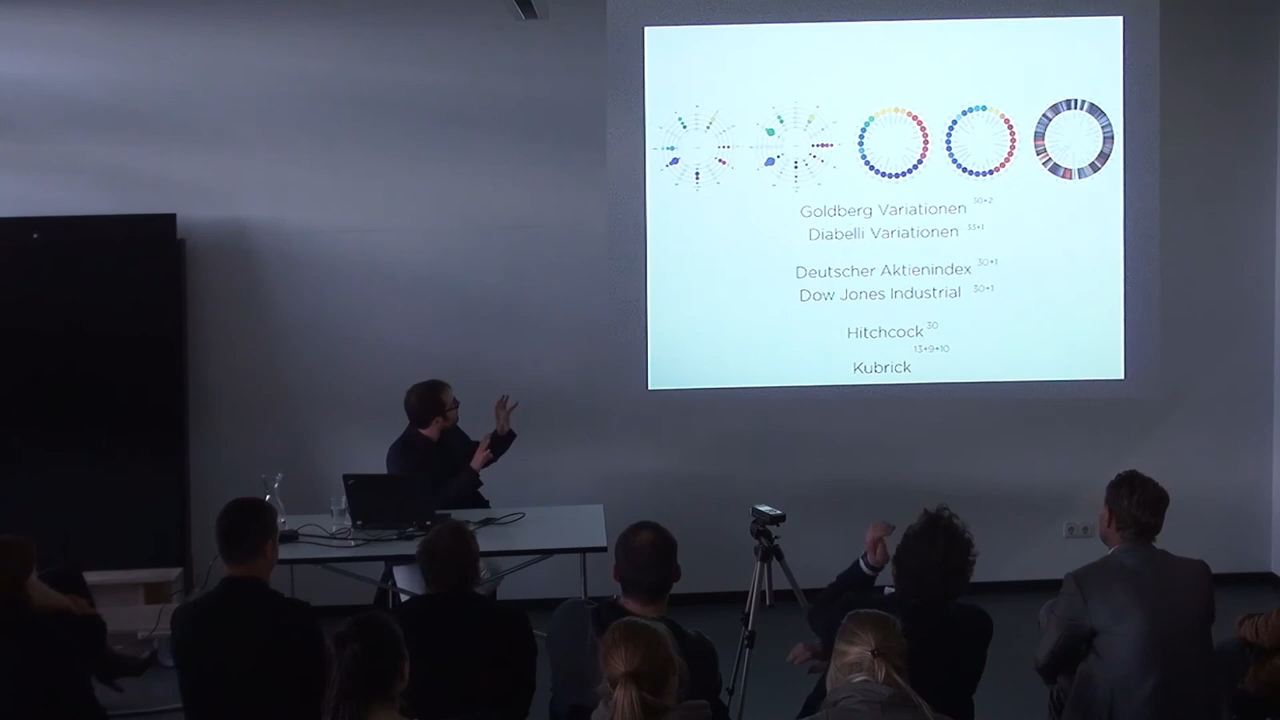 Goldberg Variationen 30+2
Diabelli Variationen 33+1
Deutscher Aktienindex 30+1
Dow Jones Industrial 30+1
Hitchcock 30
13+9+10
Kubrick